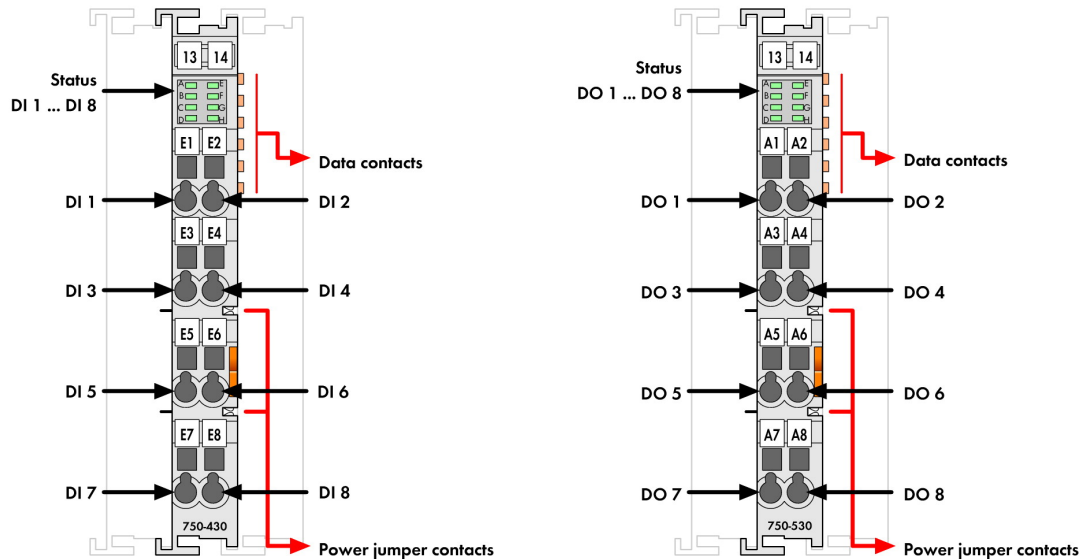 13 14
Status
DI 1 ... DI 8
A E
B F
C G
D H
E1 E2
Data contacts
DI 1
DI 2
E3 E4
DI 3
DI 4
E5 E6
DI 5
DI 6
E7 E8
DI 7
DI 8
750-430
Power jumper contacts
13 14
Status
DO 1 ... DO 8
A E
B F
C G
D H
A1 A2
Data contacts
DO 1
DO 2
A3 A4
DO 3
DO 4
A5 A6
DO 5
DO 6
A7 A8
DO 7
DO 8
750-530
Power jumper contacts